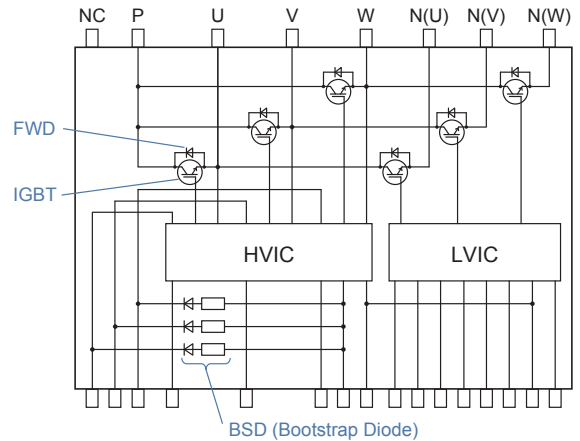 NC P U V W N(U) N(V) N(W)
FWD
IGBT
HVIC LVIC
BSD (Bootstrap Diode)